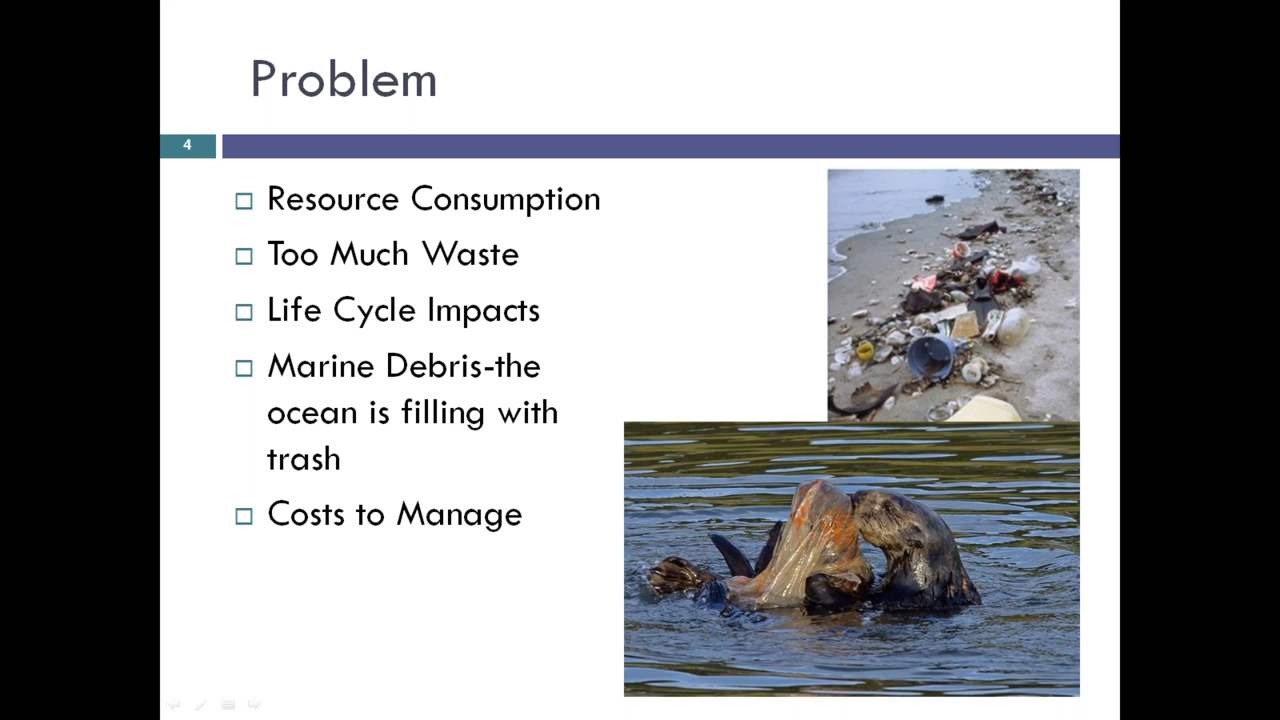 Problem
4
Resource Consumption
Too Much Waste
Life Cycle Impacts
Marine Debris-the
ocean is filling with
trash
Costs to Manage